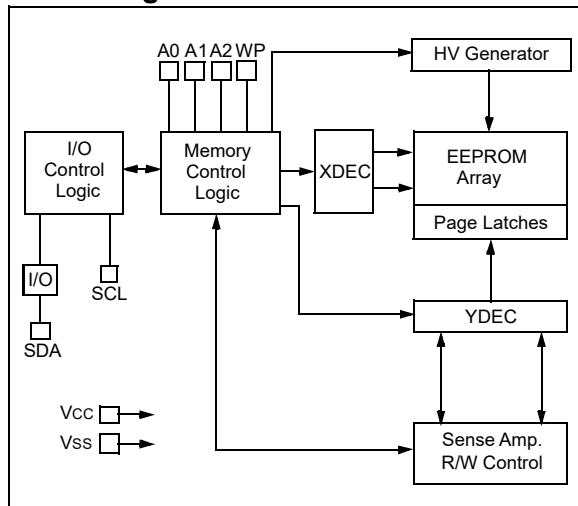 A0 A1 A2 WP
HV Generator
I/O
Control
Logic
Memory
Control
Logic
XDEC
EEPROM
Array
Page Latches
I/O
SCL
SDA
YDEC
VCC
VSS
Sense Amp.
R/W Control